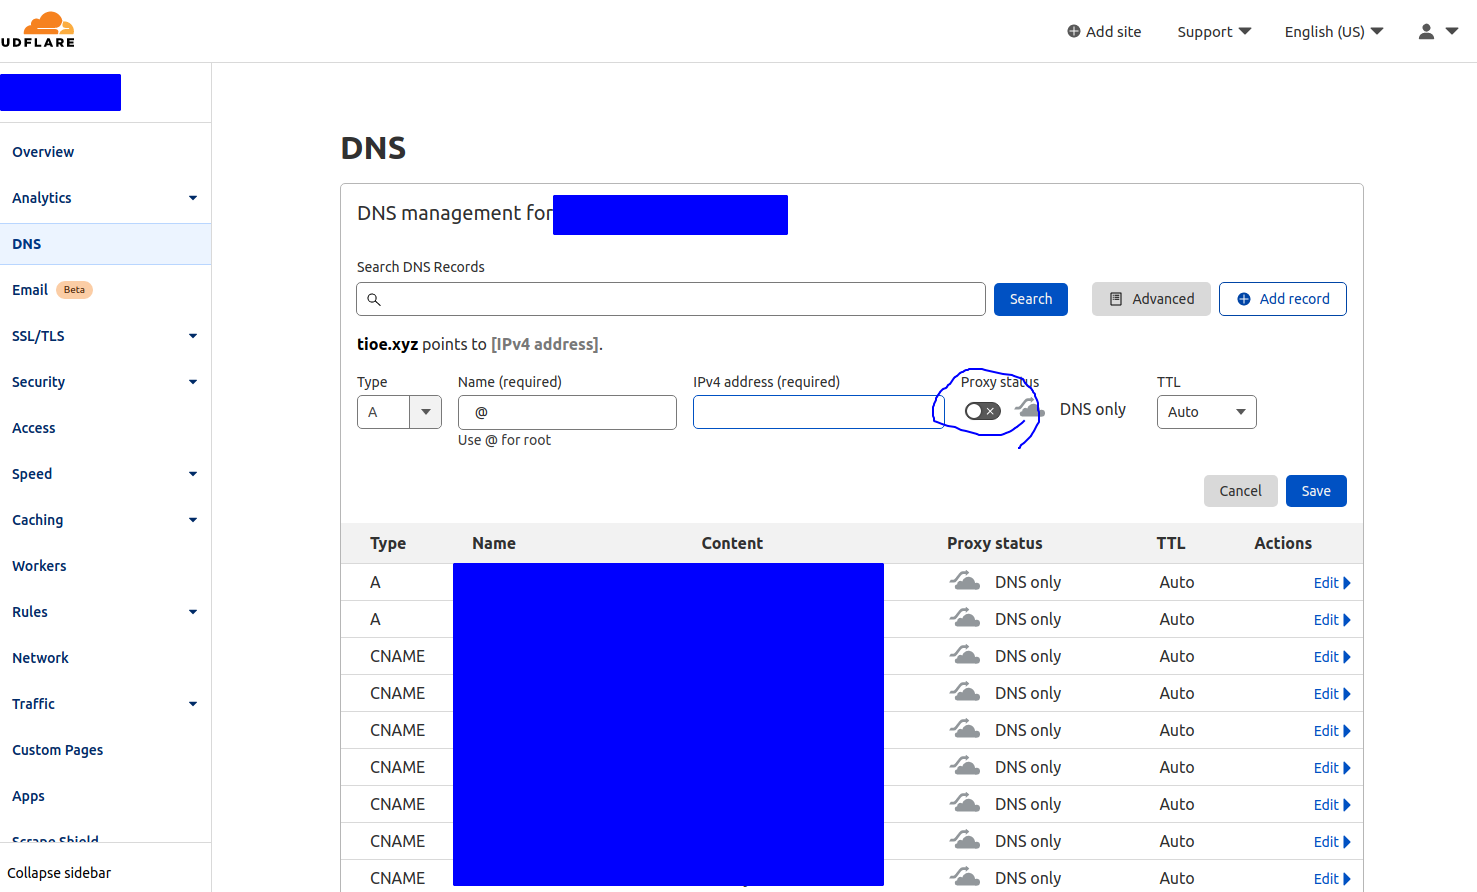 UDFLARE
Add site Support English (US)
Overview
Analytics
DNS
Email Beta
SSL/TLS
Security
Access
Speed
Caching
Workers
Rules
Network
Traffic
Custom Pages
Apps
Scrape Shield
Collapse sidebar
DNS
DNS management for
Search DNS Records
Search Advanced Add record
tioe.xyz points to [IPv4 address].
Type Name (required) IPv4 address (required) Proxy status TTL
A @ DNS only Auto
Use @ for root
Cancel Save
Type Name Content Proxy status TTL Actions
A DNS only Auto Edit
A DNS only Auto Edit
CNAME DNS only Auto Edit
CNAME DNS only Auto Edit
CNAME DNS only Auto Edit
CNAME DNS only Auto Edit
CNAME DNS only Auto Edit
CNAME DNS only Auto Edit
CNAME DNS only Auto Edit